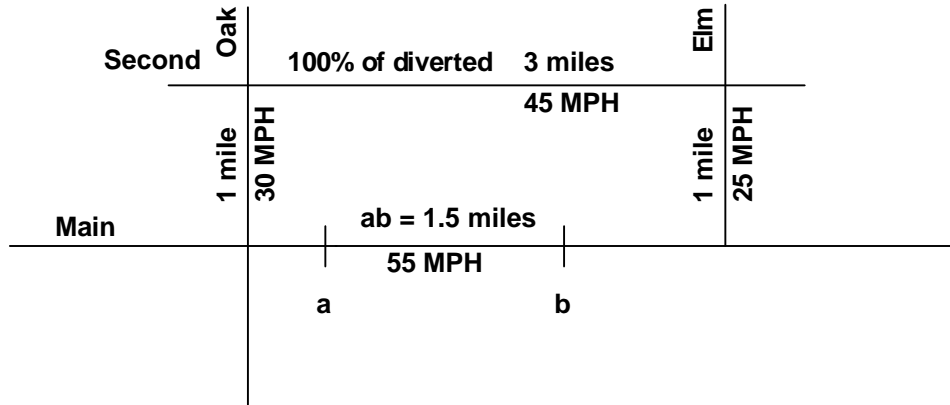 Oak
Elm
Second
100% of diverted 3 miles
45 MPH
1 mile
30 MPH
1 mile
25 MPH
Main
ab = 1.5 miles
55 MPH
a
b